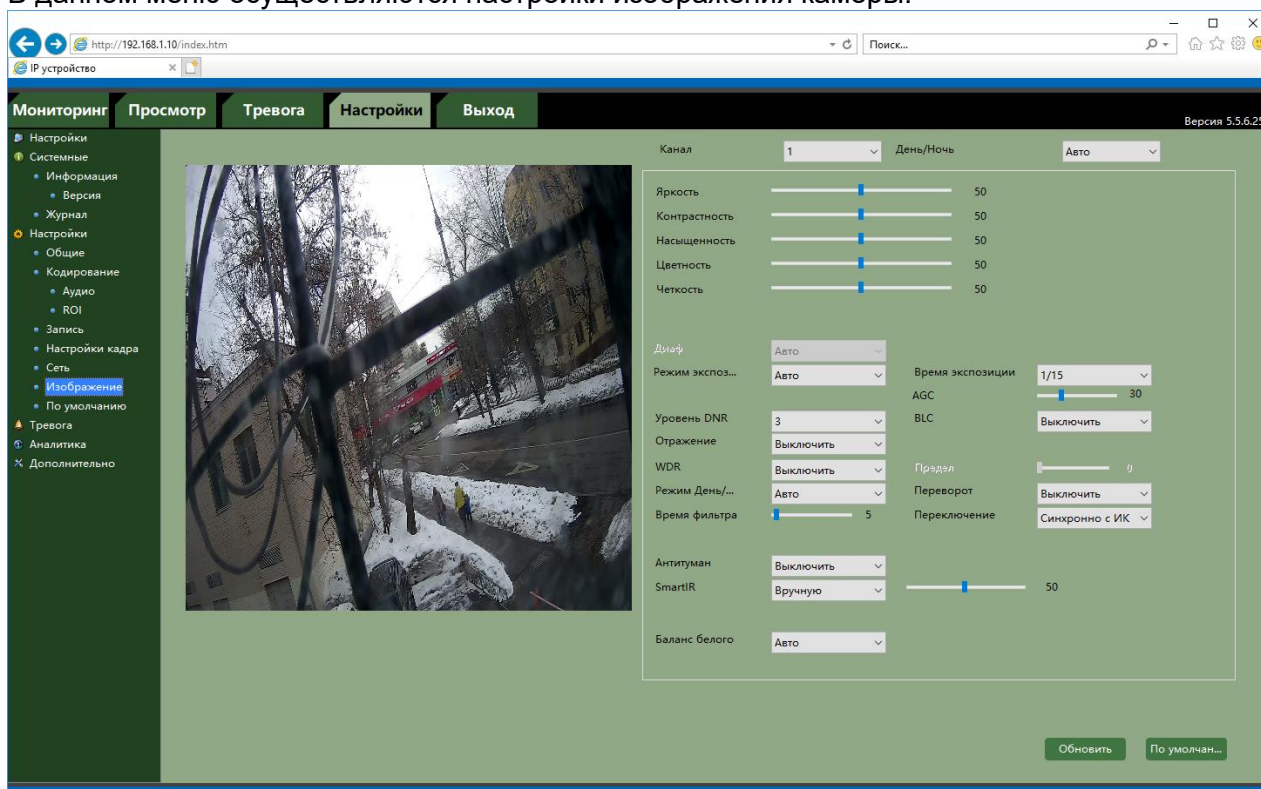 В данном меню осуществляются настройки изображения камеры.
http://192.168.1.10/index.htm
Поиск...
IP устройство
Мониторинг Просмотр Тревога Настройки Выход
Версия 5.5.6.25
Настройки
Системные
Информация
Версия
Журнал
Настройки
Общие
Кодирование
Аудио
ROI
Запись
Настройки кадра
Сеть
Изображение
По умолчанию
Тревога
Аналитика
Дополнительно
Канал 1 День/Ночь Авто
Яркость 50
Контрастность 50
Насыщенность 50
Цветность 50
Четкость 50
Диаф Авто
Режим экспоз... Авто Время экспозиции 1/15
AGC 30
Уровень DNR 3 BLC Выключить
Отражение Выключить
WDR Выключить Предел 0
Режим День/... Авто Переворот Выключить
Время фильтра 5 Переключение Синхронно с ИК
Антитуман Выключить
SmartIR Вручную 50
Баланс белого Авто
Обновить По умолчан...